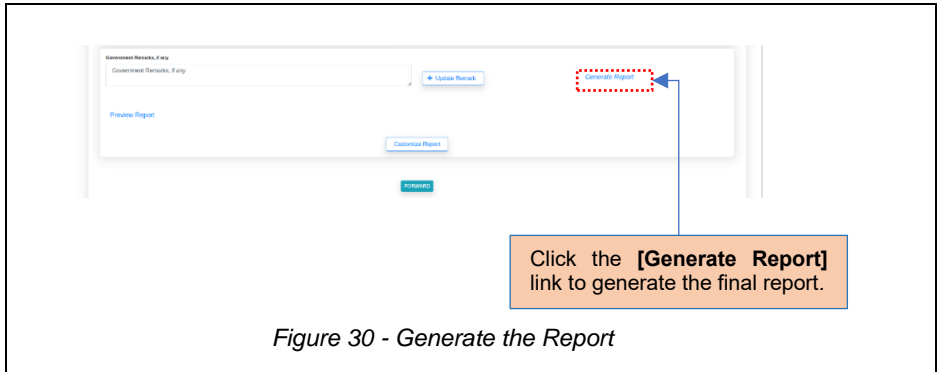 Government Remarks, if any
Government Remarks, if any
+ Update Remark
Generate Report
Preview Report
Customize Report
FORWARD
Click the [Generate Report]
link to generate the final report.
Figure 30 - Generate the Report